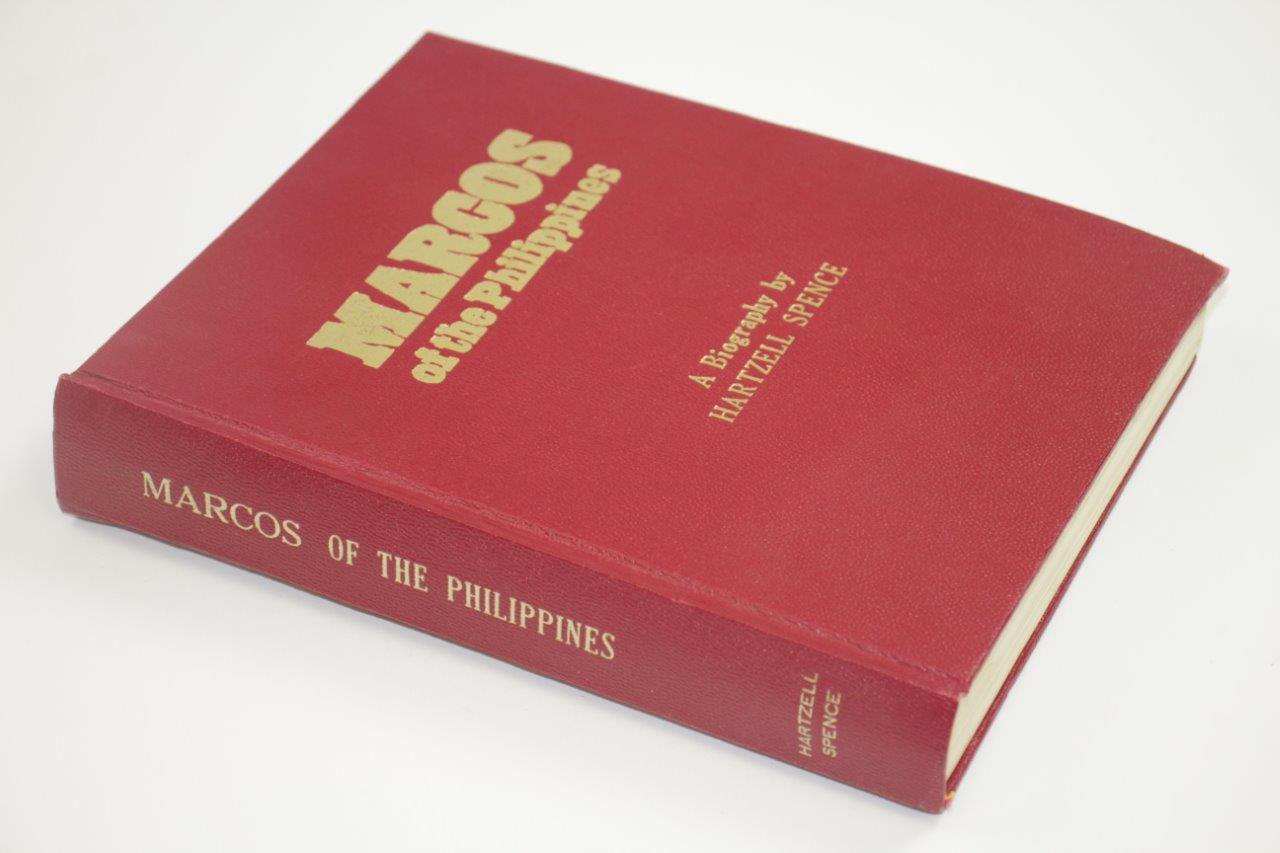 MARCOS
of the Philippines
A Biography by
HARTZELL SPENCE
MARCOS OF THE PHILIPPINES
HARTZELL
SPENCE